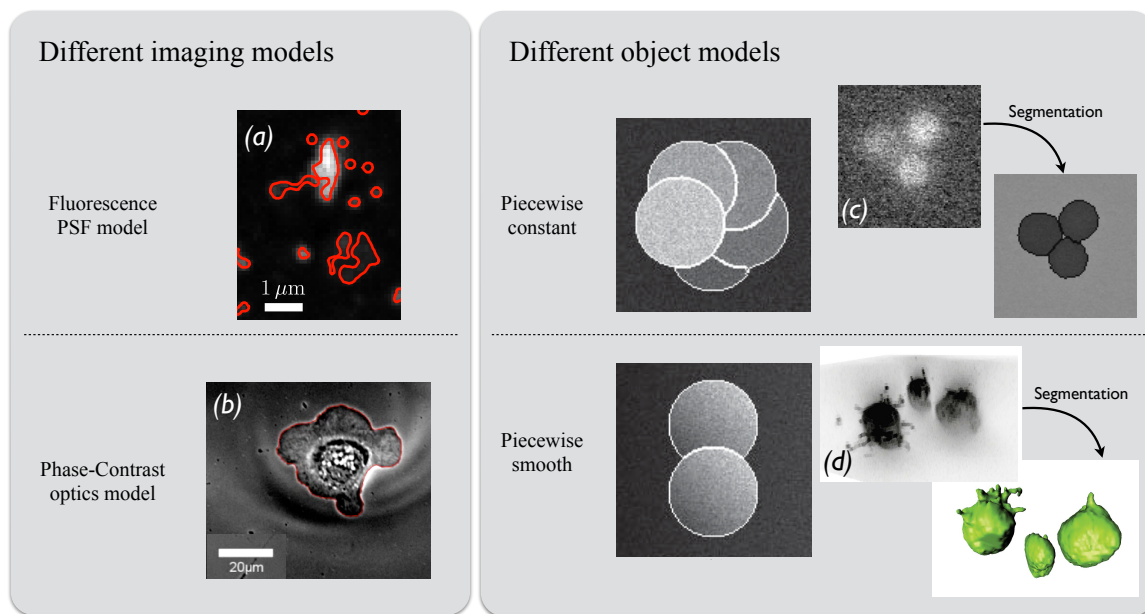 Different imaging models
(a)
Fluorescence
PSF model
1 μm
(b)
Phase-Contrast
optics model
20μm
Different object models
Segmentation
Piecewise
constant
(c)
Segmentation
Piecewise
smooth
(d)